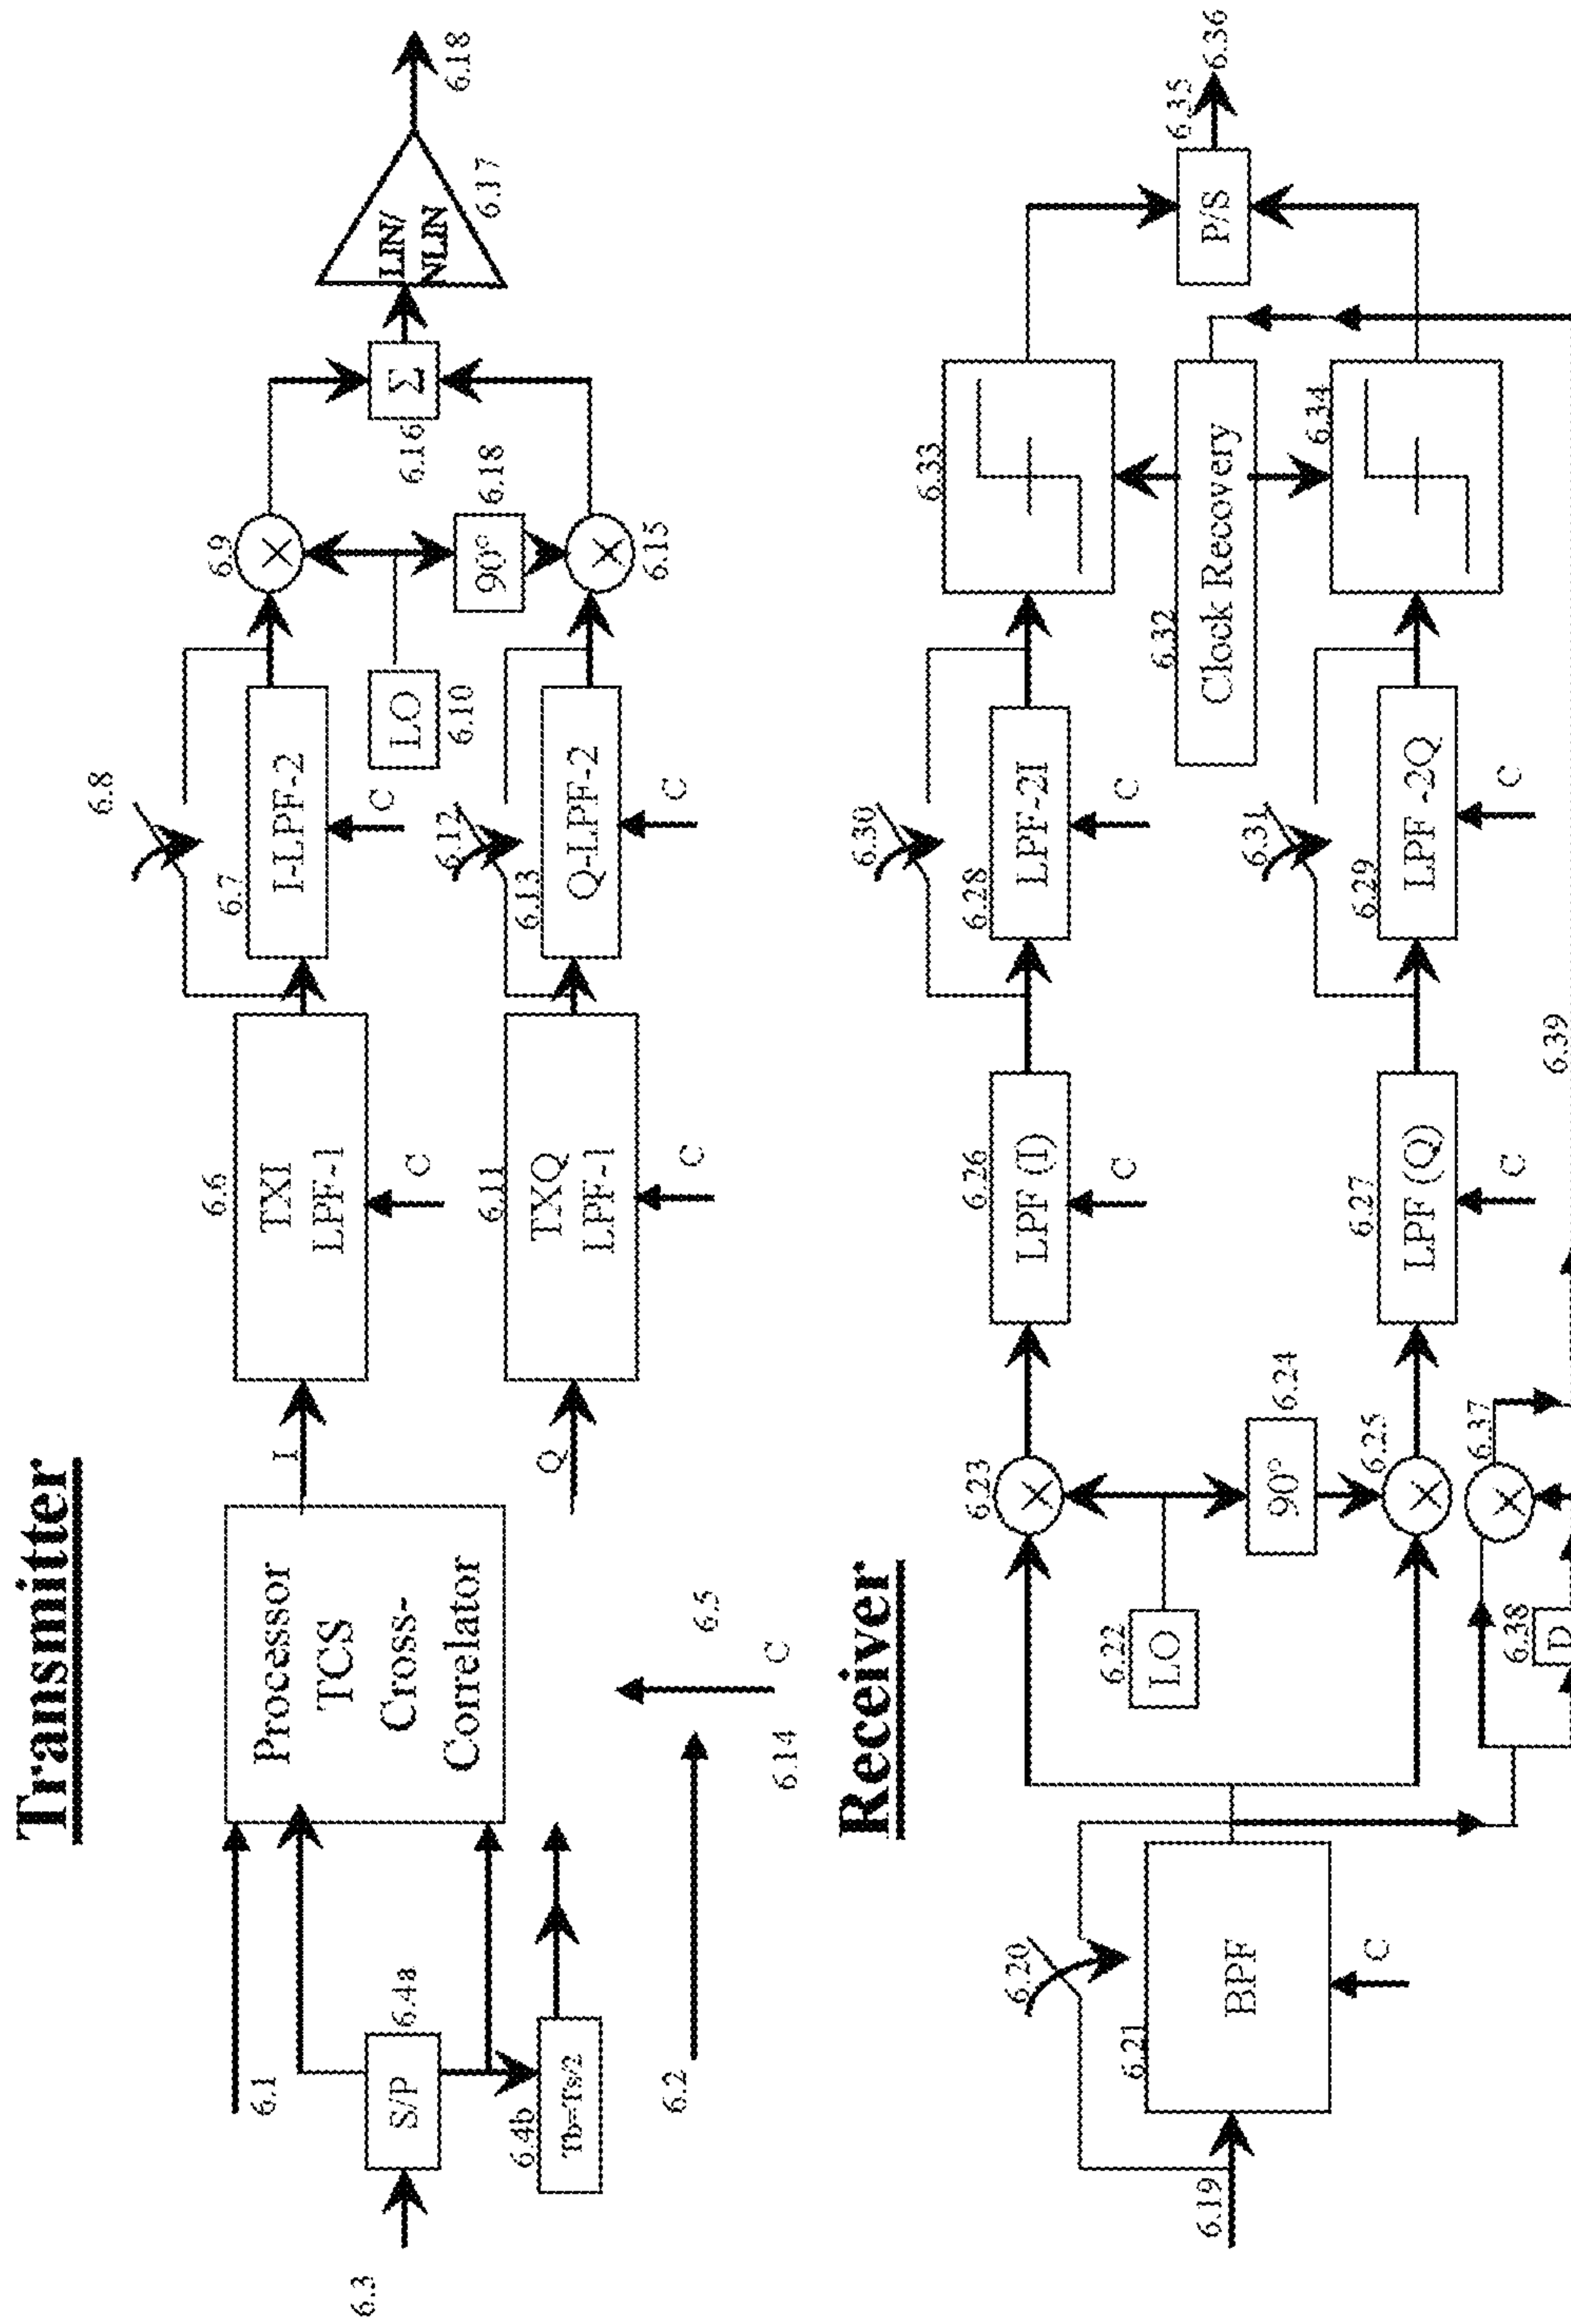 Transmitter
6.1
6.3
S/P
6.4a
6.4b
Tb=Ts/2
6.2
Processor
TCS
Cross-
Correlator
6.5
C
6.14
I
Q
6.6
TXI
LPF-1
C
6.11
TXQ
LPF-1
C
6.8
6.7
I-LPF-2
C
6.12
6.13
Q-LPF-2
C
LO
6.10
6.9
×
90°
6.18
×
6.15
Σ
6.16
LIN/
NLIN
6.17
6.18
Receiver
6.19
6.20
6.21
BPF
C
6.22
LO
6.23
×
90°
6.24
6.25
×
6.37
×
6.38
D
6.26
LPF (I)
C
6.27
LPF (Q)
C
6.39
6.30
6.28
LPF-2I
C
6.31
6.29
LPF -2Q
C
6.32
Clock Recovery
6.33
6.34
P/S
6.35
6.36